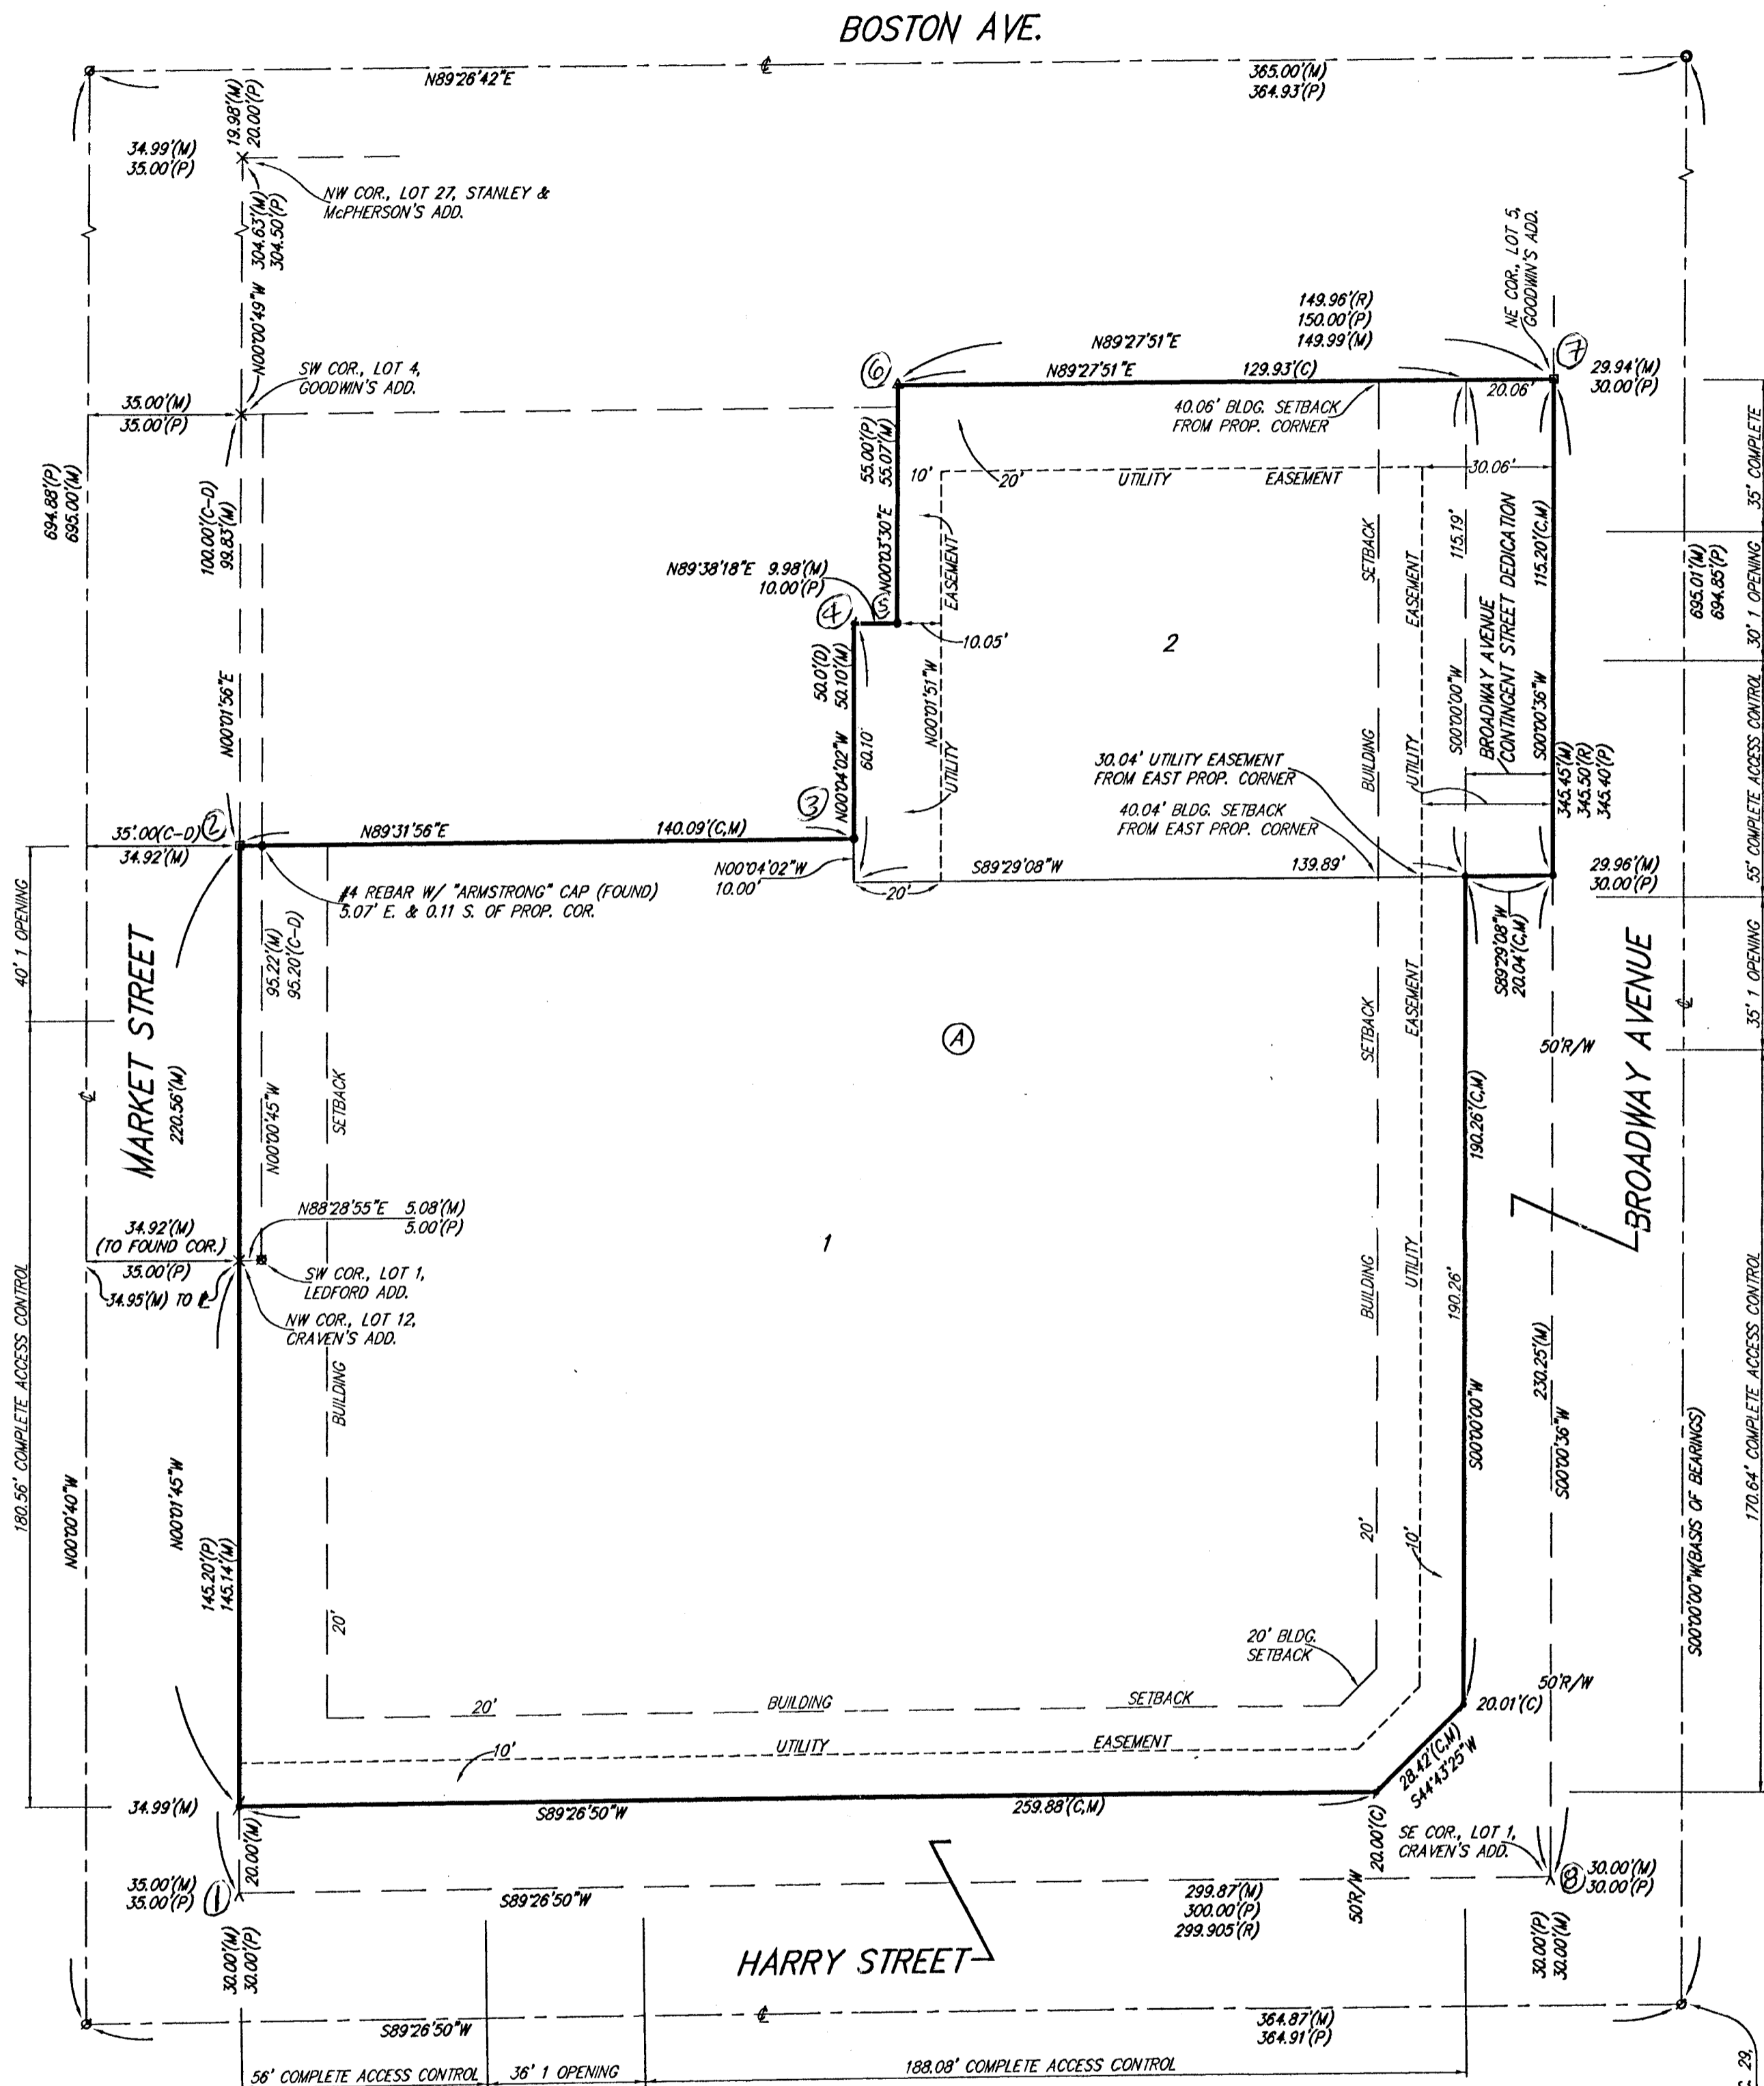 BOSTON AVE.
N89°26'42"E
℄
365.00'(M)
364.93'(P)
19.98'(M)
20.00'(P)
34.99'(M)
35.00'(P)
NW COR., LOT 27, STANLEY &
McPHERSON'S ADD.
N00°00'49"W 304.63'(M)
304.50'(P)
SW COR., LOT 4,
GOODWIN'S ADD.
35.00'(M)
35.00'(P)
694.88'(P)
695.00'(M)
100.00'(C-D)
99.83'(M)
N00°01'56"E
NE COR., LOT 5,
GOODWIN'S ADD.
149.96'(R)
150.00'(P)
149.99'(M)
N89°27'51"E
6
7
N89°27'51"E 129.93'(C)
20.06'
29.94'(M)
30.00'(P)
40.06' BLDG. SETBACK
FROM PROP. CORNER
55.00'(P)
55.07'(M)
N00°03'30"E
10'
20'
UTILITY EASEMENT
30.06'
EASEMENT
SETBACK
EASEMENT
115.19'
BROADWAY AVENUE
CONTINGENT STREET DEDICATION
115.20'(C,M)
S00°00'00"W
S00°00'36"W
35' COMPLETE
30' 1 OPENING
55' COMPLETE ACCESS CONTROL
35' 1 OPENING
170.64' COMPLETE ACCESS CONTROL
695.01'(M)
694.85'(P)
N89°38'18"E 9.98'(M)
10.00'(P)
4
5
10.05'
2
50.0'(D)
50.10'(M)
60.10'
N00°04'02"W
N00°01'51"W
UTILITY
BUILDING
UTILITY
30.04' UTILITY EASEMENT
FROM EAST PROP. CORNER
40.04' BLDG. SETBACK
FROM EAST PROP. CORNER
345.45'(M)
345.50'(R)
345.40'(P)
3
35'.00(C-D)
34.92'(M)
2
N89°31'56"E 140.09'(C,M)
N00°04'02"W
10.00'
20'
S89°29'08"W 139.89'
29.96'(M)
30.00'(P)
#4 REBAR W/ "ARMSTRONG" CAP (FOUND)
5.07' E. & 0.11 S. OF PROP. COR.
S89°29'08"W
20.04'(C,M)
40' 1 OPENING
MARKET STREET
220.56'(M)
95.22'(M)
95.20'(C-D)
N00°00'45"W
SETBACK
A
SETBACK
EASEMENT
50'R/W
℄
℄
BROADWAY AVENUE
190.26'(C,M)
N88°28'55"E 5.08'(M)
5.00'(P)
34.92'(M)
(TO FOUND COR.)
35.00'(P)
34.95'(M) TO ℄
SW COR., LOT 1,
LEDFORD ADD.
NW COR., LOT 12,
CRAVEN'S ADD.
1
BUILDING
UTILITY
190.26'
S00°00'00"W
230.25'(M)
S00°00'36"W
S00°00'00"W(BASIS OF BEARINGS)
180.56' COMPLETE ACCESS CONTROL
N00°00'40"W
N00°01'45"W
145.20'(P)
145.14'(M)
BUILDING
20'
20'
10'
20' BLDG.
SETBACK
50'R/W
20' BUILDING SETBACK
20.01'(C)
10' UTILITY EASEMENT
28.42'(C,M)
S44°43'25"W
34.99'(M)
S89°26'50"W 259.88'(C,M)
20.00'(M)
20.00'(C)
SE COR., LOT 1,
CRAVEN'S ADD.
35.00'(M)
35.00'(P)
1
S89°26'50"W
299.87'(M)
300.00'(P)
299.905'(R)
50'R/W
8
30.00'(M)
30.00'(P)
30.00'(M)
30.00'(P)
HARRY STREET
30.00'(P)
30.00'(M)
S89°26'50"W
℄
364.87'(M)
364.91'(P)
56' COMPLETE ACCESS CONTROL
36' 1 OPENING
188.08' COMPLETE ACCESS CONTROL
29,